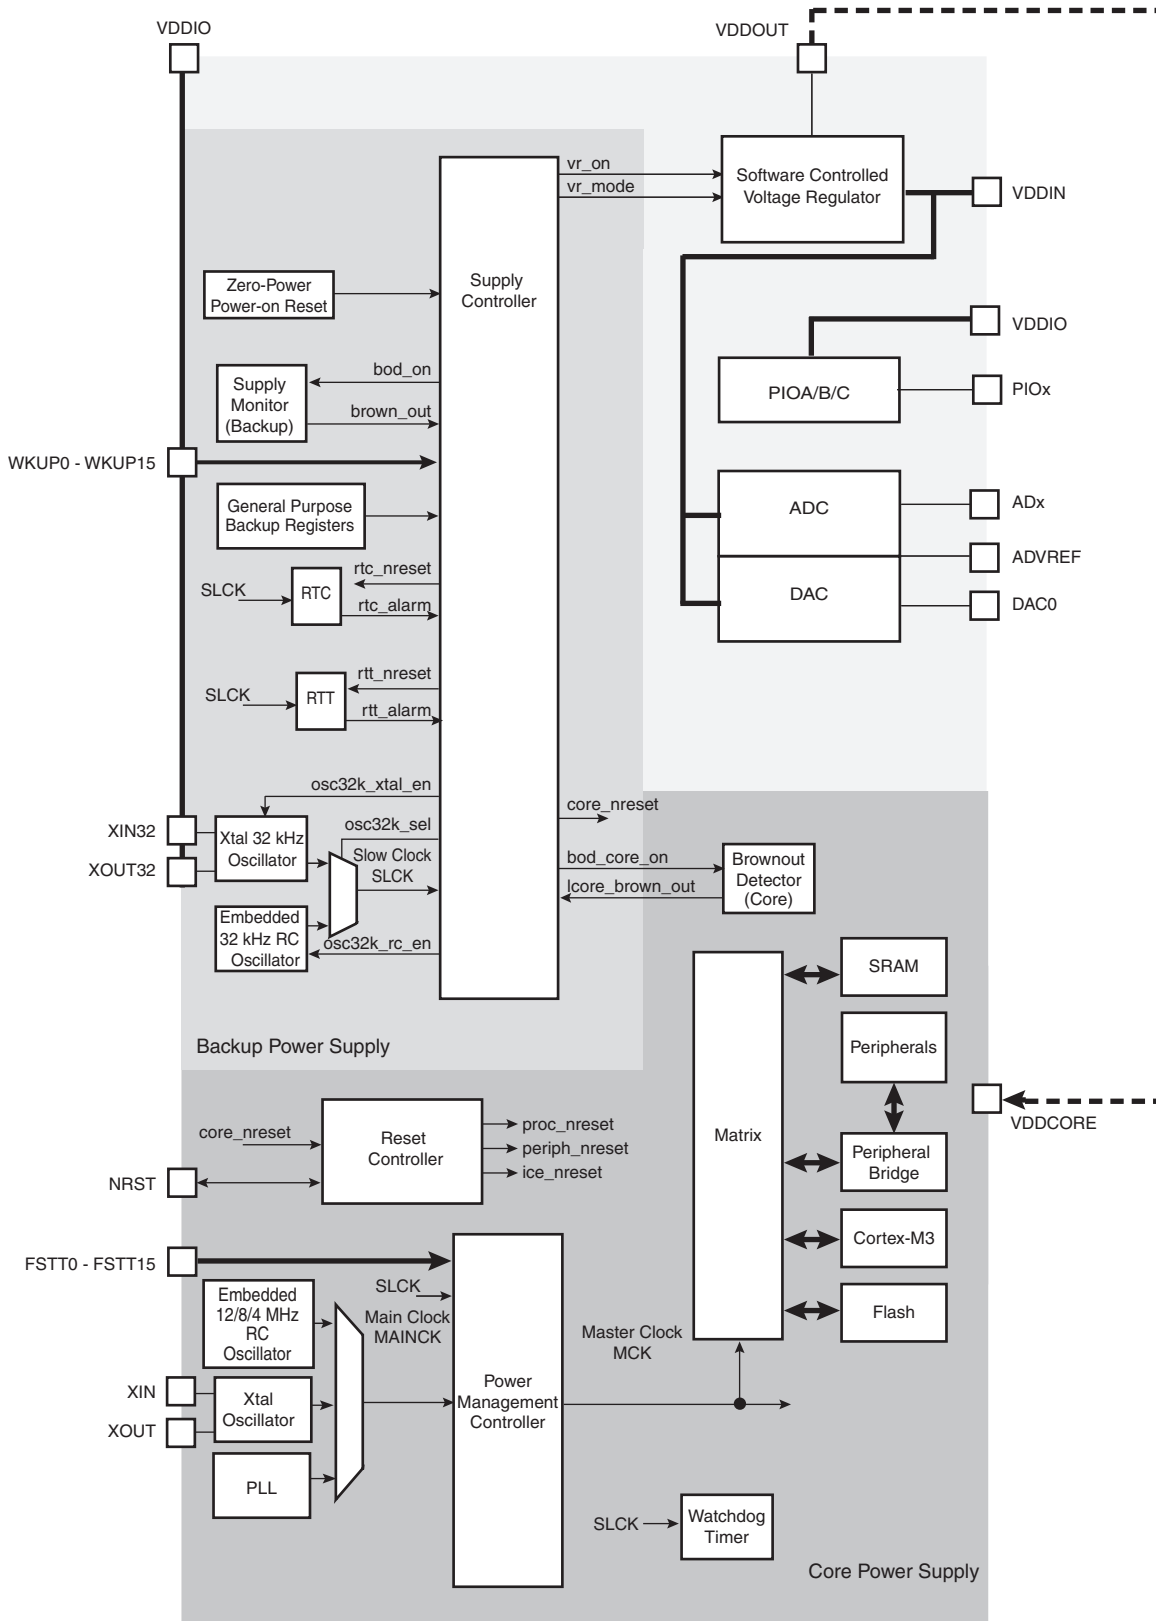 VDDIO
VDDOUT
vr_on
vr_mode
Software Controlled
Voltage Regulator
VDDIN
Zero-Power
Power-on Reset
Supply
Controller
VDDIO
bod_on
Supply
Monitor
(Backup)
brown_out
PIOA/B/C
PIOx
WKUP0 - WKUP15
General Purpose
Backup Registers
ADC
ADx
ADVREF
rtc_nreset
SLCK
RTC
rtc_alarm
DAC
DAC0
rtt_nreset
SLCK
RTT
rtt_alarm
osc32k_xtal_en
core_nreset
XIN32
Xtal 32 kHz
Oscillator
osc32k_sel
XOUT32
Slow Clock
SLCK
bod_core_on
lcore_brown_out
Brownout
Detector
(Core)
Embedded
32 kHz RC
Oscillator
osc32k_rc_en
SRAM
Backup Power Supply
Peripherals
VDDCORE
core_nreset
Reset
Controller
proc_nreset
periph_nreset
ice_nreset
Matrix
Peripheral
Bridge
NRST
Cortex-M3
FSTT0 - FSTT15
SLCK
Embedded
12/8/4 MHz
RC
Oscillator
Main Clock
MAINCK
Master Clock
MCK
Flash
XIN
Xtal
Oscillator
XOUT
Power
Management
Controller
PLL
SLCK
Watchdog
Timer
Core Power Supply